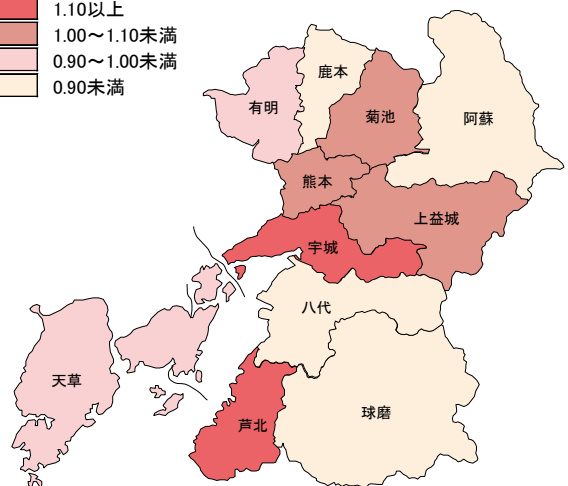 1.10以上
1.00～1.10未満
0.90～1.00未満
0.90未満
鹿本
有明
菊池
阿蘇
熊本
上益城
宇城
八代
天草
球磨
芦北